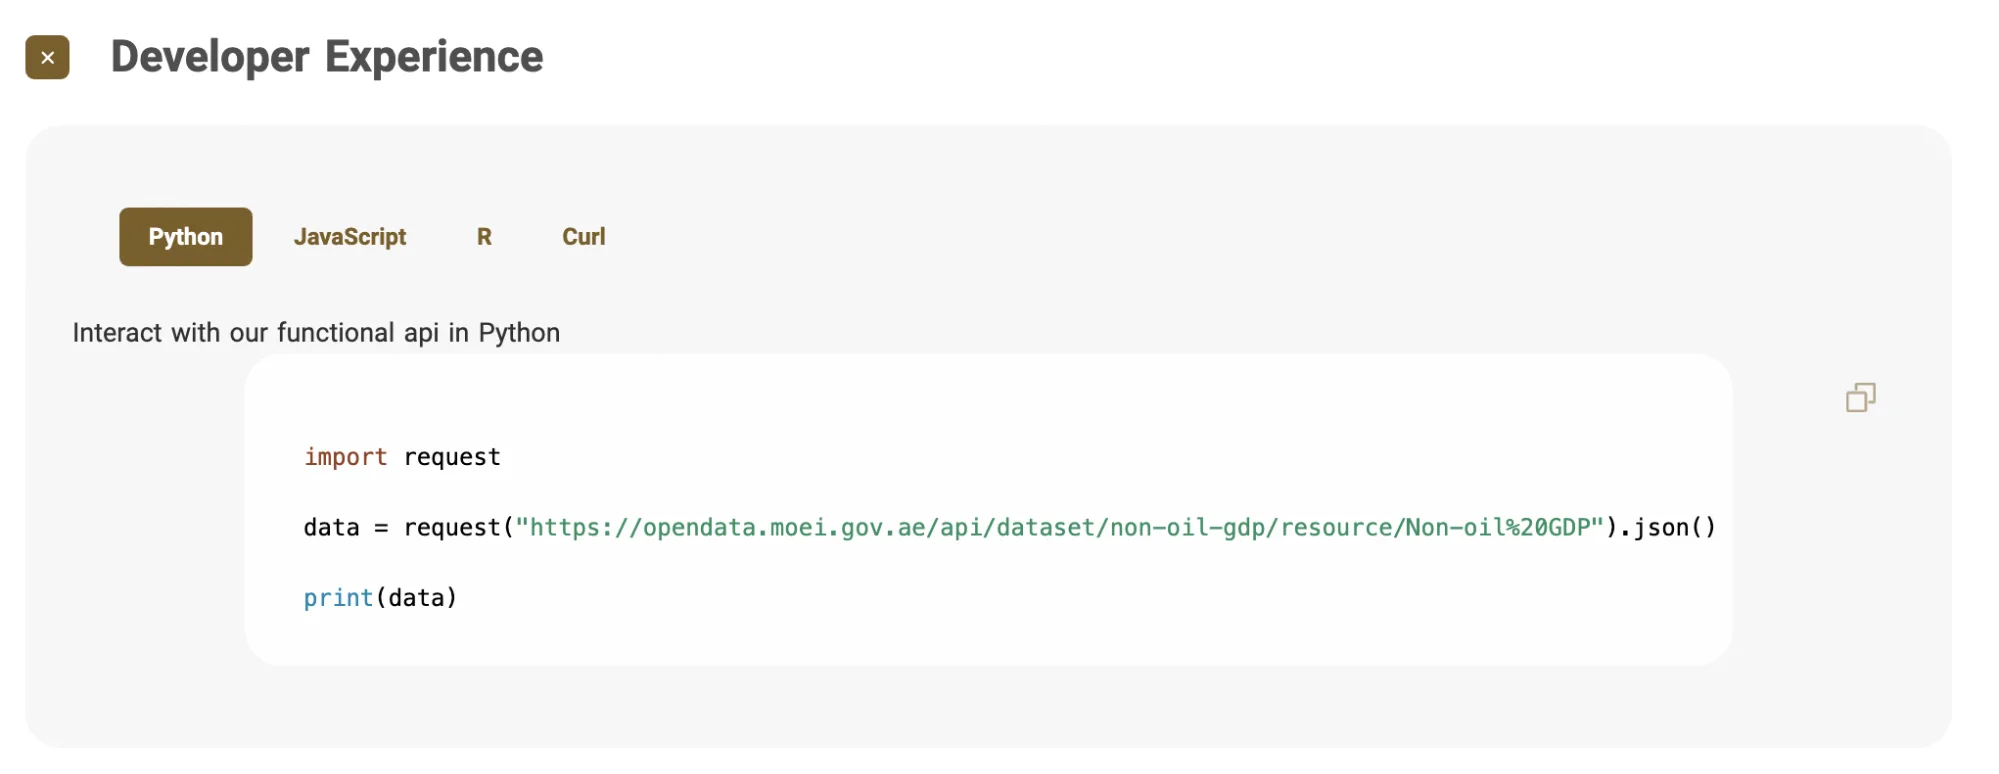 Developer Experience
Python JavaScript R Curl
Interact with our functional api in Python
import request
data = request("https://opendata.moei.gov.ae/api/dataset/non-oil-gdp/resource/Non-oil%20GDP").json()
print(data)